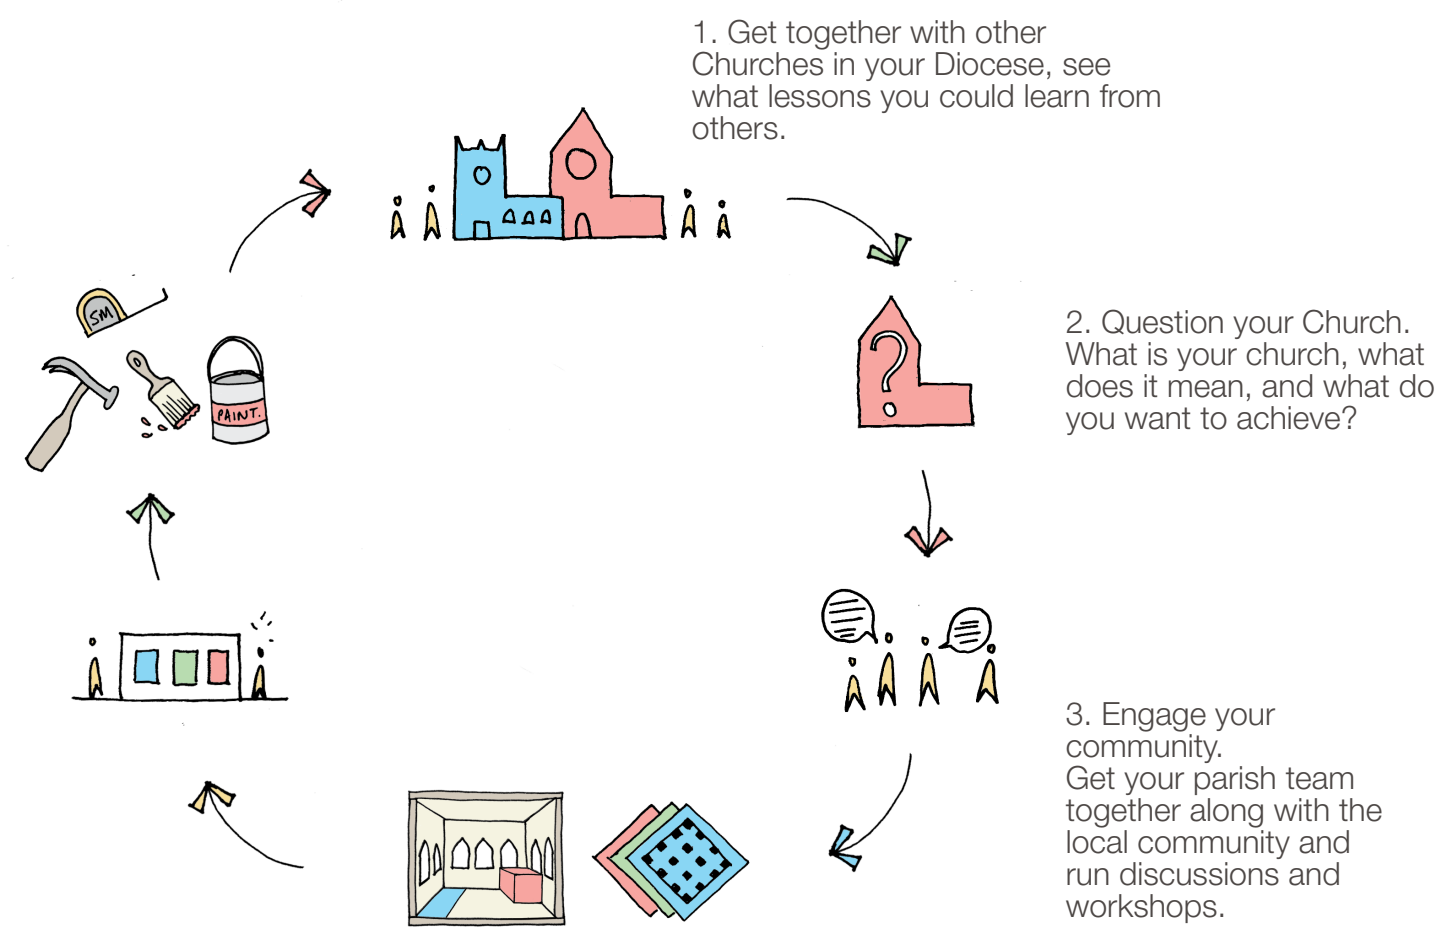 1. Get together with other
Churches in your Diocese, see
what lessons you could learn from
others.
2. Question your Church.
What is your church, what
does it mean, and what do
you want to achieve?
3. Engage your
community.
Get your parish team
together along with the
local community and
run discussions and
workshops.
5M
PAINT.
?